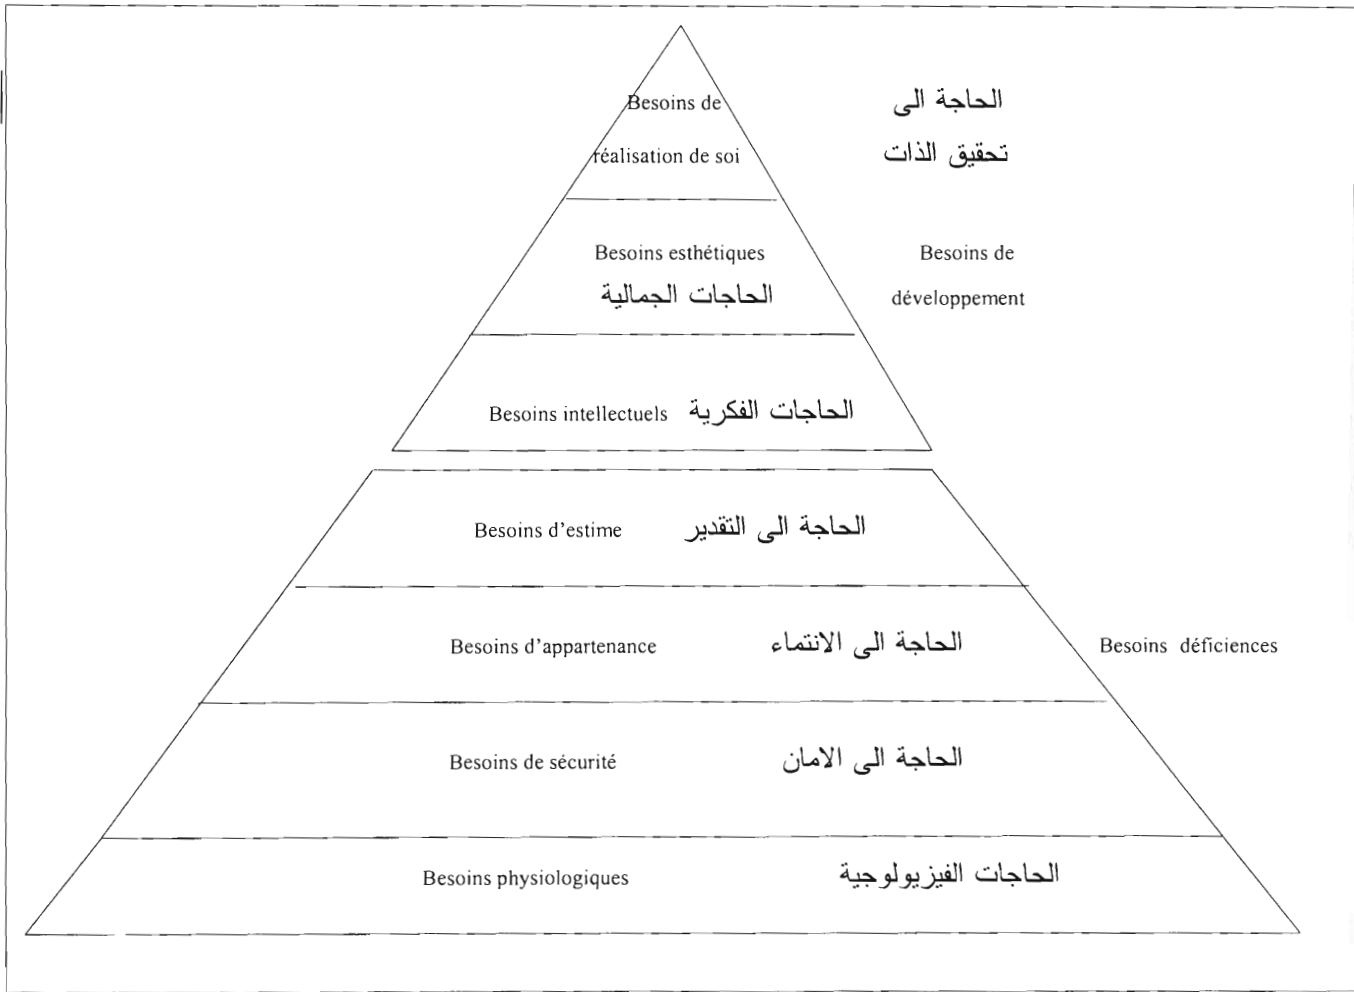 Besoins de الحاجة الى
réalisation de soi تحقيق الذات
Besoins esthétiques Besoins de
الحاجات الجمالية développement
Besoins intellectuels الحاجات الفكرية
Besoins d'estime الحاجة الى التقدير
Besoins d'appartenance الحاجة الى الانتماء Besoins déficiences
Besoins de sécurité الحاجة الى الامان
Besoins physiologiques الحاجات الفيزيولوجية